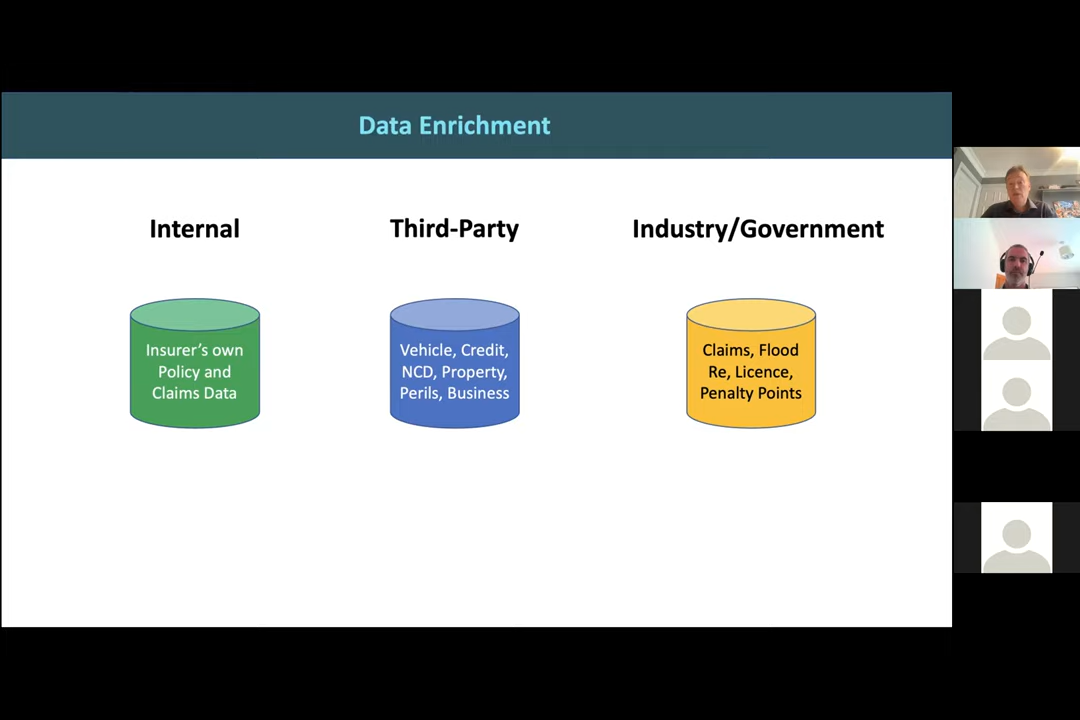 Data Enrichment
Internal
Third-Party
Industry/Government
Insurer’s own
Policy and
Claims Data
Vehicle, Credit,
NCD, Property,
Perils, Business
Claims, Flood
Re, Licence,
Penalty Points